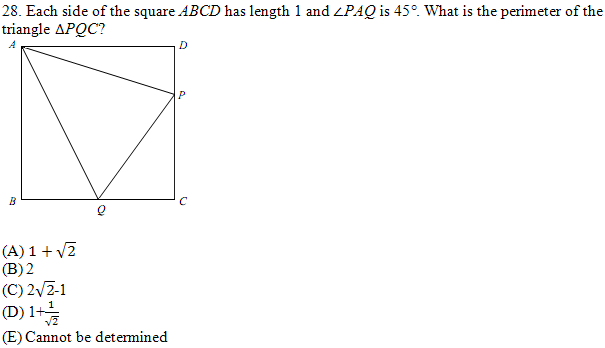 28. Each side of the square ABCD has length 1 and ∠PAQ is 45°. What is the perimeter of the
triangle ΔPQC?
A D
P
B C
Q
(A) 1 + √2
(B) 2
(C) 2√2-1
(D) 1+1/√2
(E) Cannot be determined